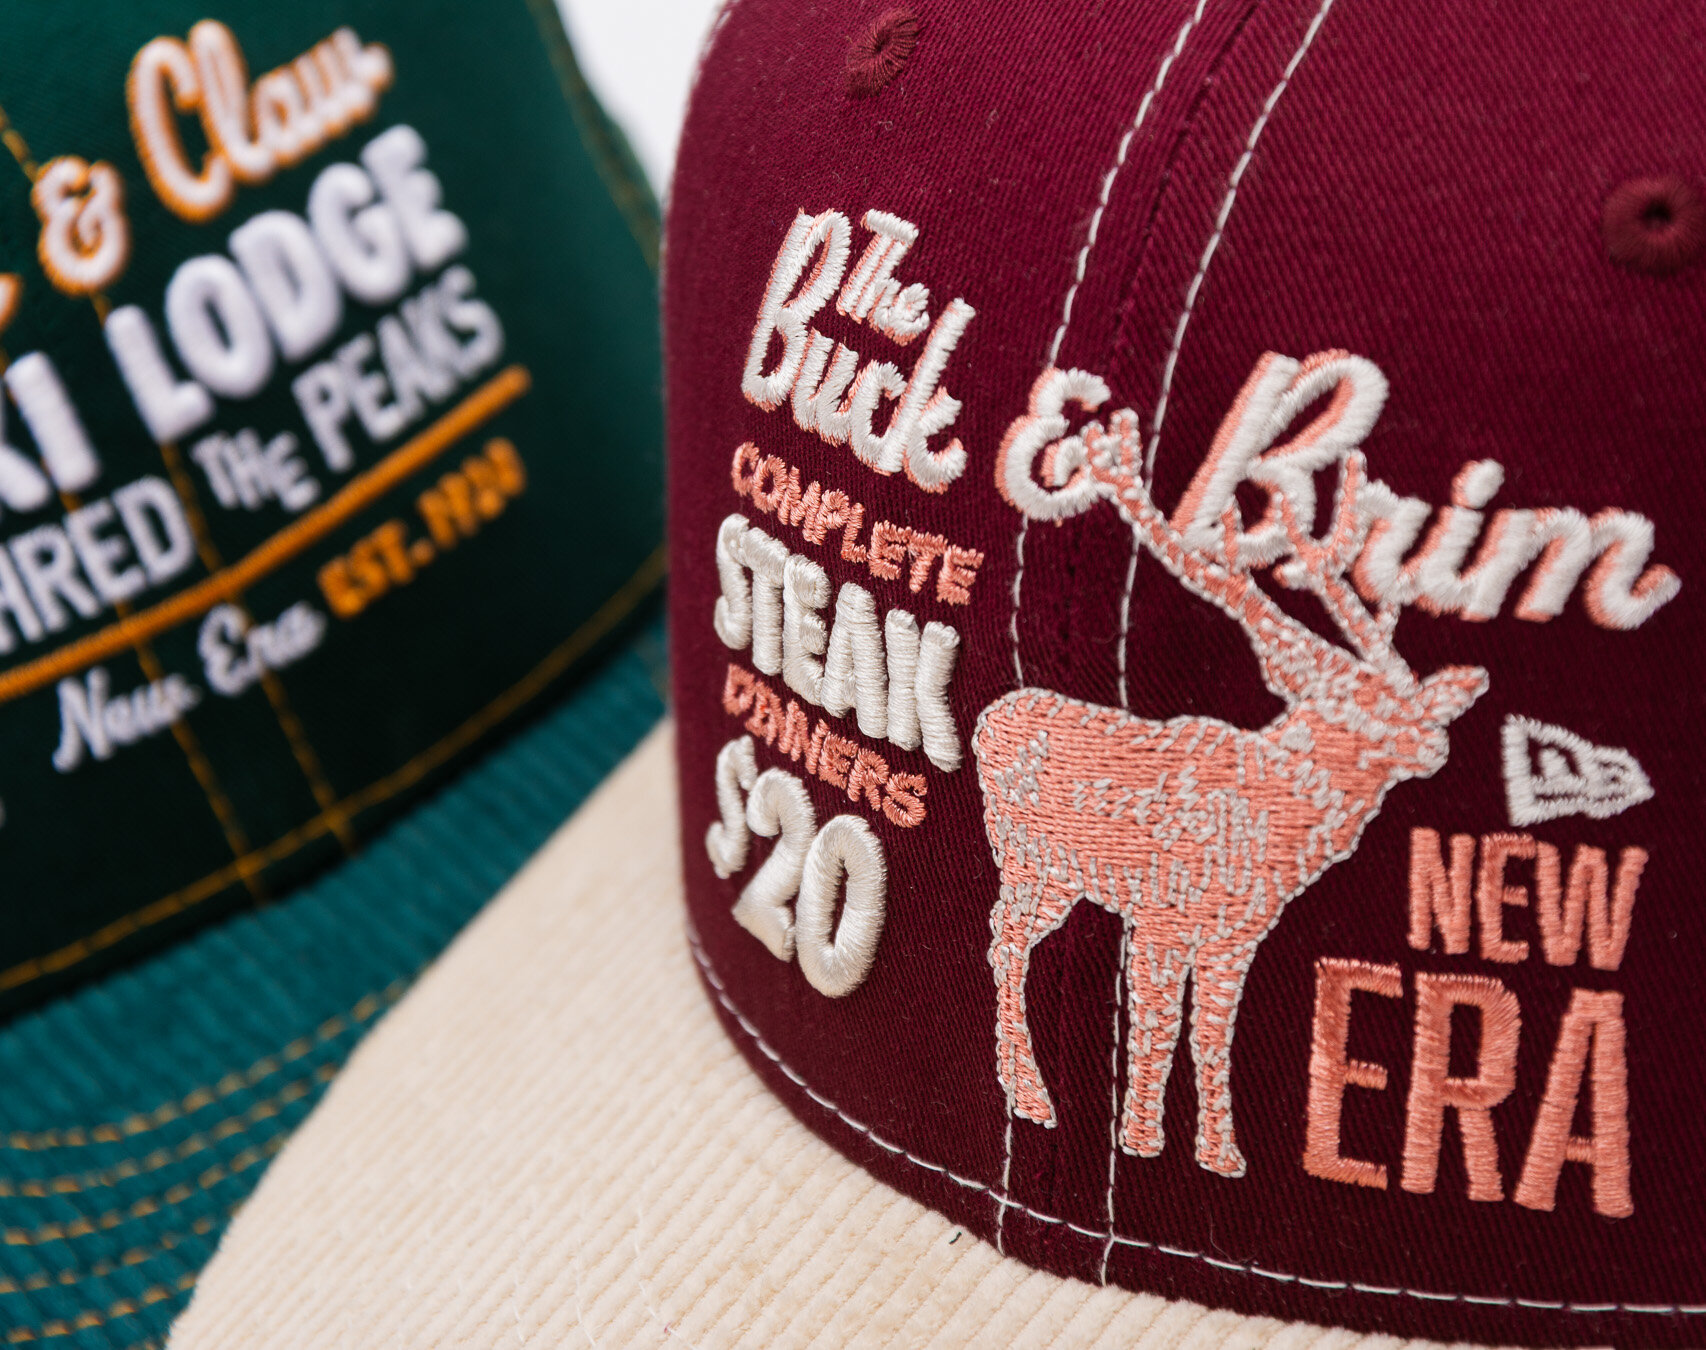 & Claw
LODGE
THE PEAKS
New Era EST.
The
Buck & Brim
COMPLETE
STEAK
DINNERS
$20
NEW
ERA